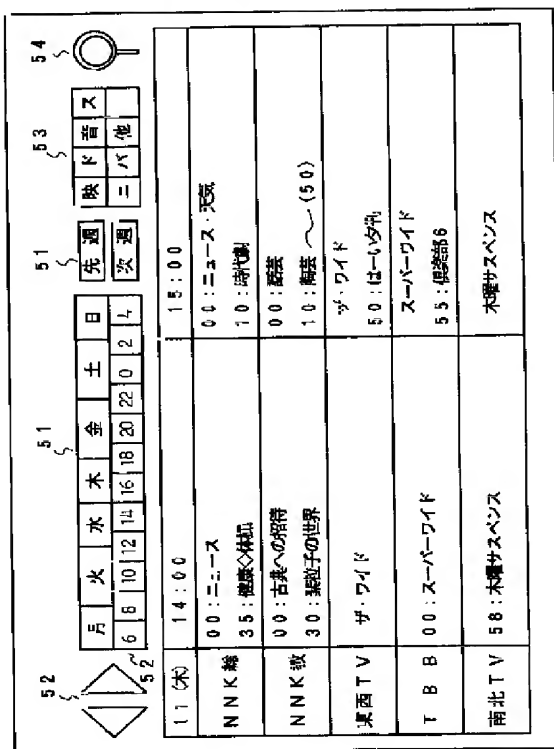 52 51 51 53 54
月 火 水 木 金 土 日 先週 映 ド 音 ス
6 8 10 12 14 16 18 20 22 0 2 4 次週 ニ バ 他
52
11 (木) 14:00 15:00
NNK総 00:ニュース 00:ニュース・天気
35:健康 体
10:時代劇
NNK教 00:古典への招待 00:話芸
30:素粒子の世界 10:陶芸 〜(50)
東西TV ザ・ワイド ザ・ワイド
50:はーい夕刊
TBB 00:スーパーワイド スーパーワイド
55:倶楽部6
南北TV 58:木曜サスペンス 木曜サスペンス